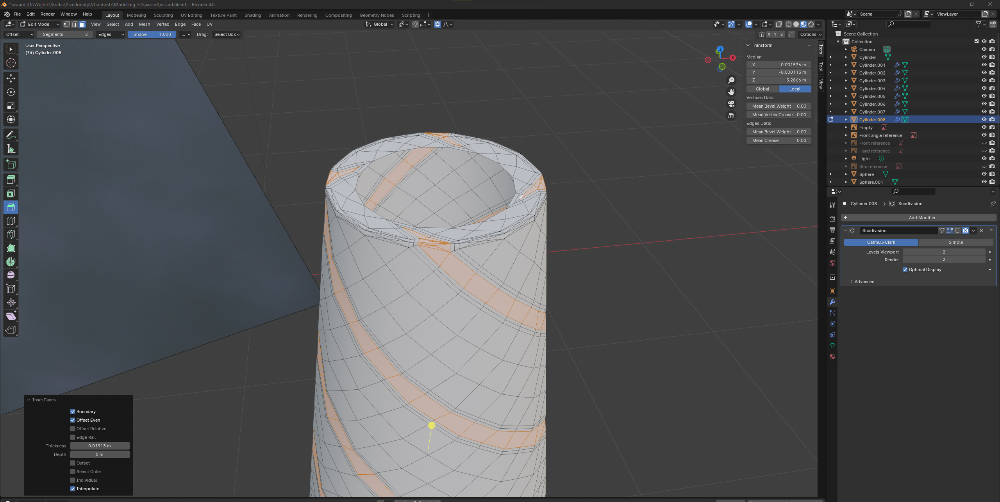 * wizard [D:\Wojtek\Studia\Przedmioty\VI semestr\Modelling_3D\wizard\wizard.blend] - Blender 4.0
File Edit Render Window Help Layout Modeling Sculpting UV Editing Texture Paint Shading Animation Rendering Compositing Geometry Nodes Scripting +
Scene
ViewLayer
Edit Mode View Select Add Mesh Vertex Edge Face UV
Global
Offset Segments 2 Edges Shape 1.000 ... Drag: Select Box
X Y Z Options
User Perspective
(74) Cylinder.008
Z
X
Transform
Median:
X 0.001576 m
Y -0.000113 m
Z -5.2866 m
Global Local
Vertices Data:
Mean Bevel Weight 0.00
Mean Vertex Crease 0.00
Edges Data:
Mean Bevel Weight 0.00
Mean Crease 0.00
Item
Tool
View
Scene Collection
Collection
Camera
Cylinder
Cylinder.001
Cylinder.002
Cylinder.003
Cylinder.004
Cylinder.005
Cylinder.006
Cylinder.007
Cylinder.008
Empty
Front angle reference
Front reference
Hand reference
Light
Site reference
Sphere
Sphere.001
Cylinder.008 > Subdivision
+ Add Modifier
Subdivision
Catmull-Clark Simple
Levels Viewport 2
Render 2
Optimal Display
Advanced
Inset Faces
Boundary
Offset Even
Offset Relative
Edge Rail
Thickness 0.01913 m
Depth 0 m
Outset
Select Outer
Individual
Interpolate